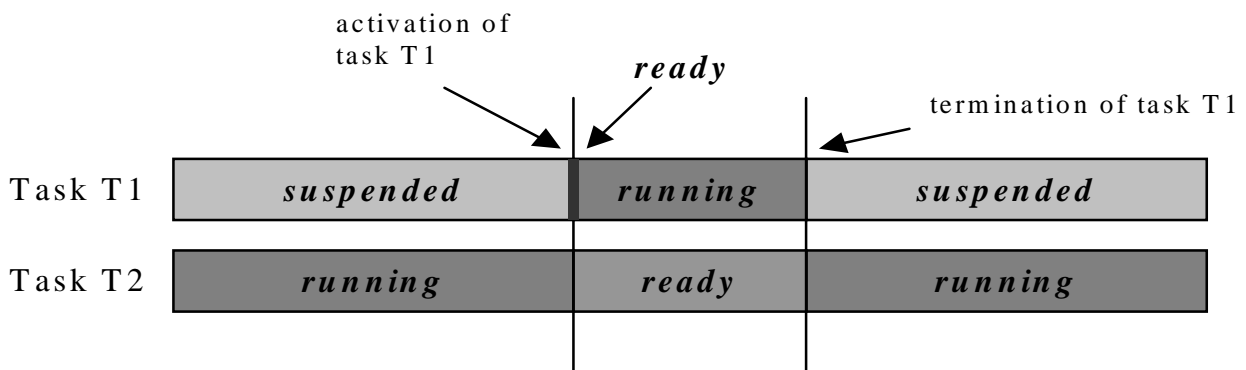 activation of
task T1
ready
termination of task T1
Task T1
suspended
running
suspended
Task T2
running
ready
running